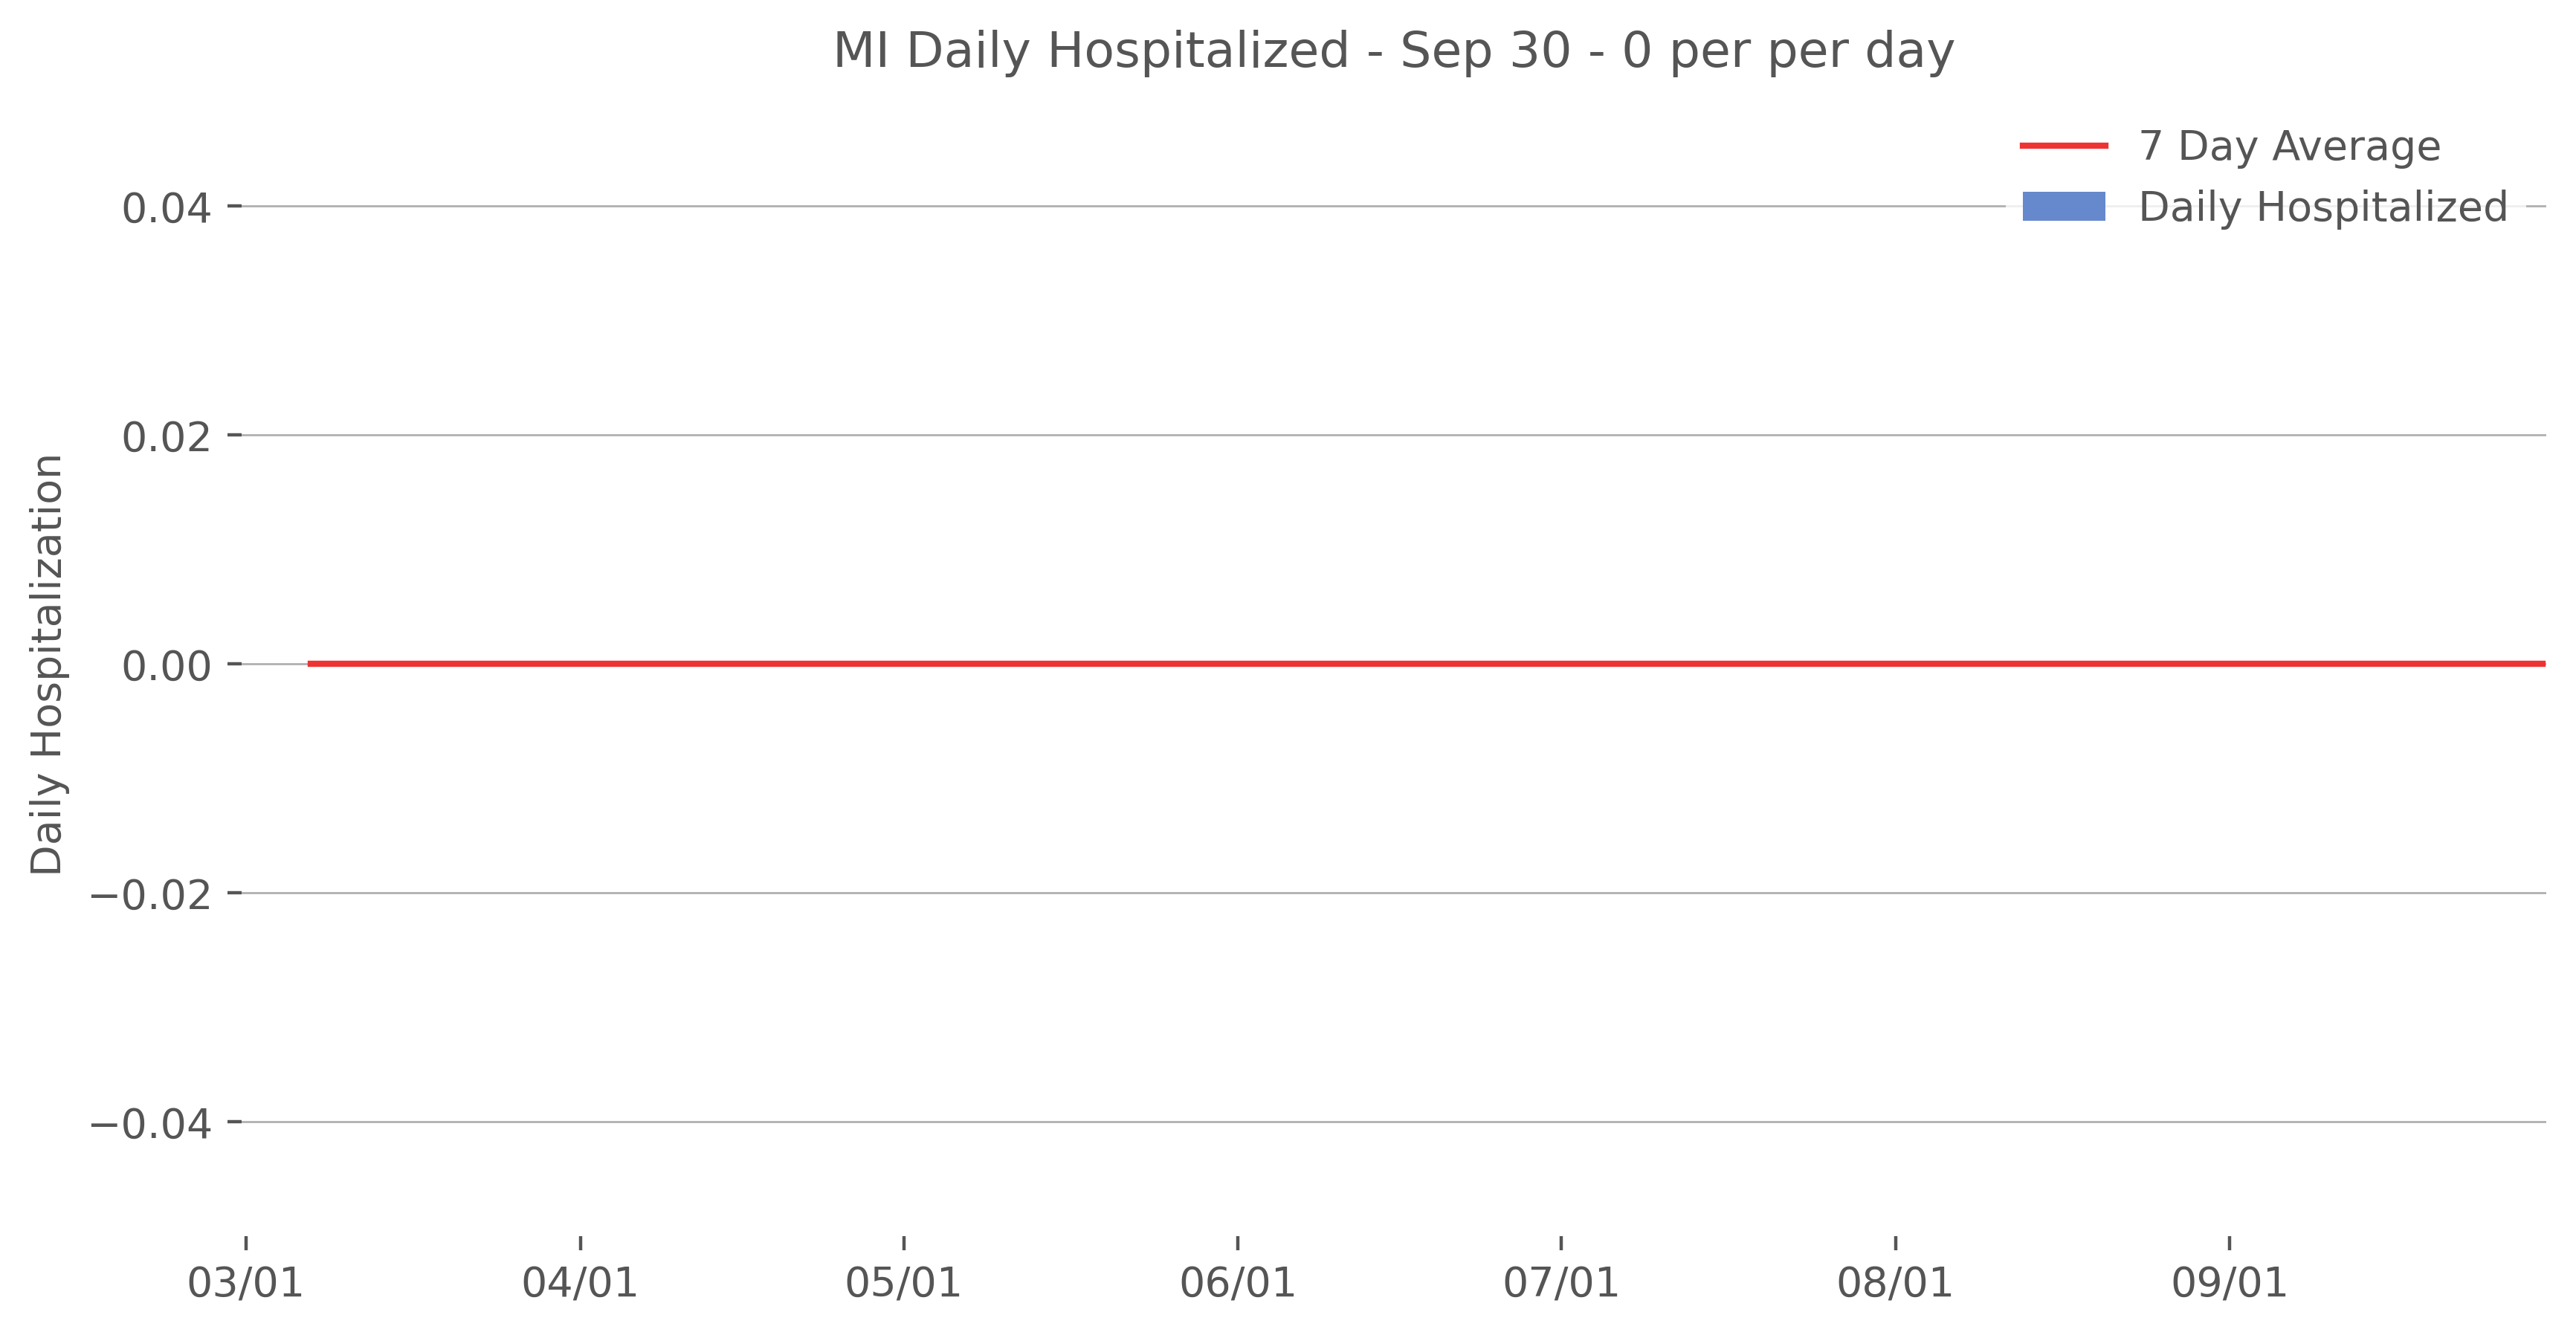 MI Daily Hospitalized - Sep 30 - 0 per per day
7 Day Average
Daily Hospitalized
Daily Hospitalization
0.04
0.02
0.00
−0.02
−0.04
03/01 04/01 05/01 06/01 07/01 08/01 09/01